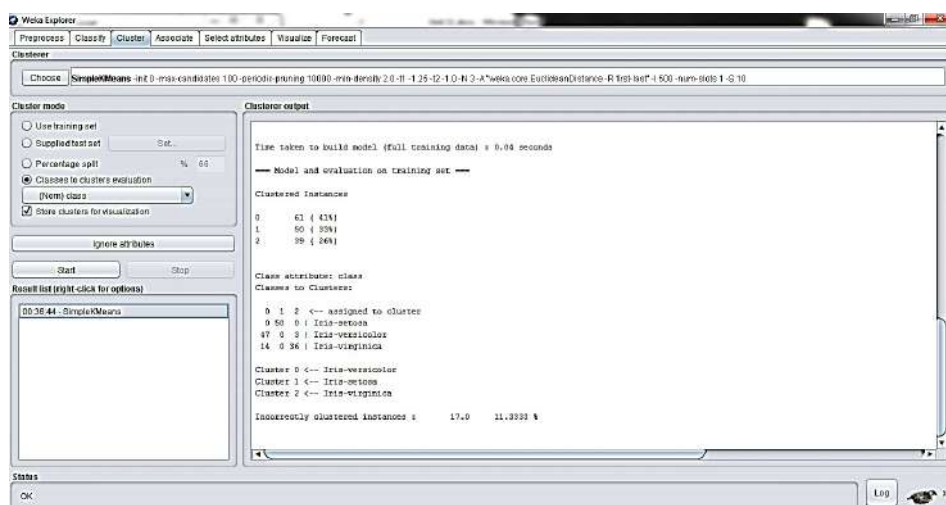 Weka Explorer
Preprocess Classify Cluster Associate Select attributes Visualize Forecast
Clusterer
Choose SimpleKMeans -init 0 -max-candidates 100 -periodic-pruning 10000 -min-density 2.0 -t1 -1.25 -t2 -1.0 -N 3 -A "weka.core.EuclideanDistance -R first-last" -I 500 -num-slots 1 -S 10
Cluster mode
Use training set
Supplied test set Set...
Percentage split % 66
Classes to clusters evaluation
(Nom) class
Store clusters for visualization
Ignore attributes
Start Stop
Result list (right-click for options)
00:36:44 - SimpleKMeans
Clusterer output
Time taken to build model (full training data) : 0.04 seconds
=== Model and evaluation on training set ===
Clustered Instances
0 61 ( 41%)
1 50 ( 33%)
2 39 ( 26%)
Class attribute: class
Classes to Clusters:
0 1 2 <-- assigned to cluster
0 50 0 | Iris-setosa
47 0 3 | Iris-versicolor
14 0 36 | Iris-virginica
Cluster 0 <-- Iris-versicolor
Cluster 1 <-- Iris-setosa
Cluster 2 <-- Iris-virginica
Incorrectly clustered instances : 17.0 11.3333 %
Status
OK
Log